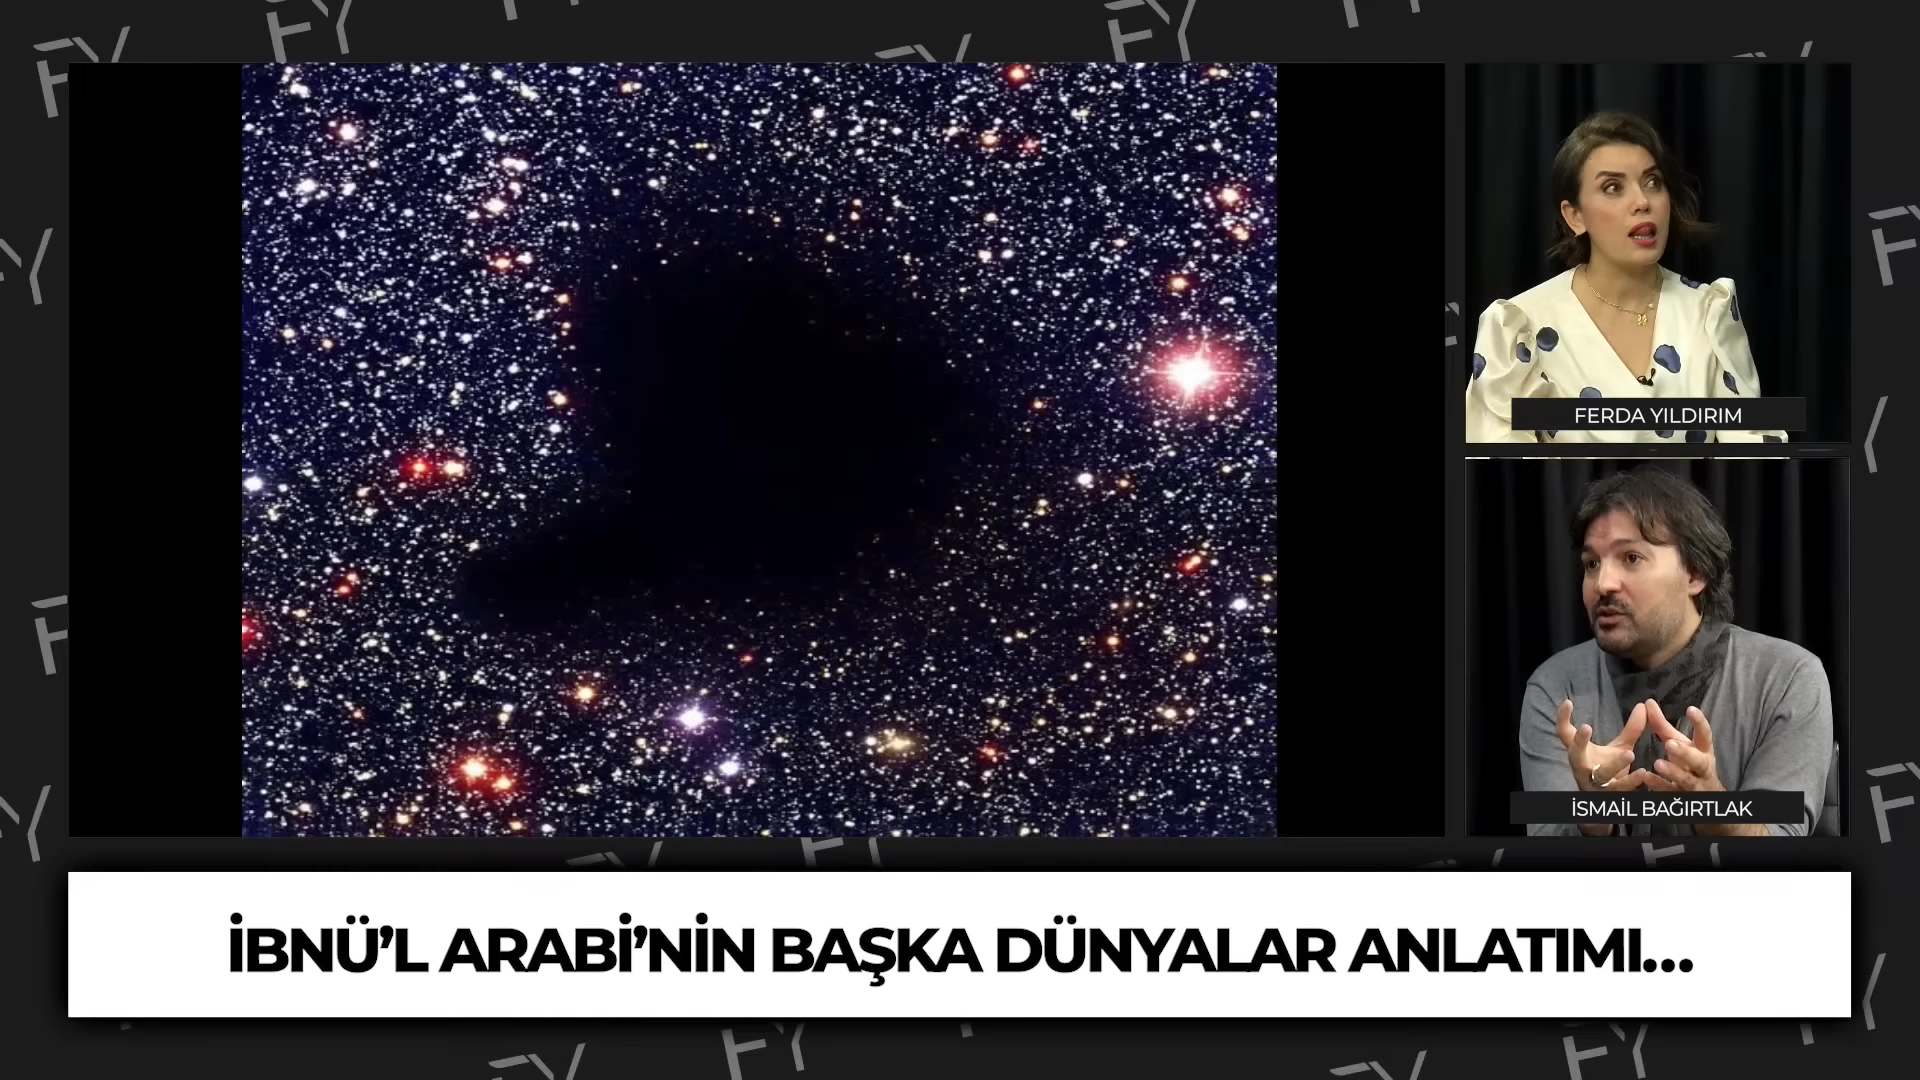 FERDA YILDIRIM
İSMAİL BAĞIRTLAK
İBNÜ'L ARABİ'NİN BAŞKA DÜNYALAR ANLATIMI...